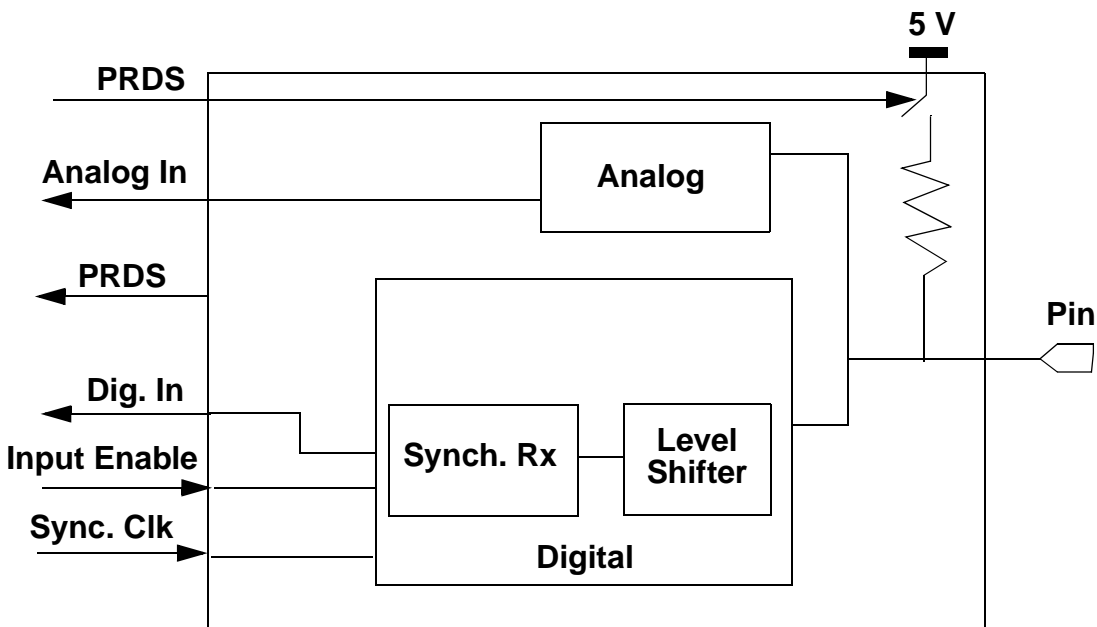 5 V
PRDS
Analog In
Analog
PRDS
Pin
Dig. In
Input Enable
Synch. Rx
Level
Shifter
Sync. Clk
Digital